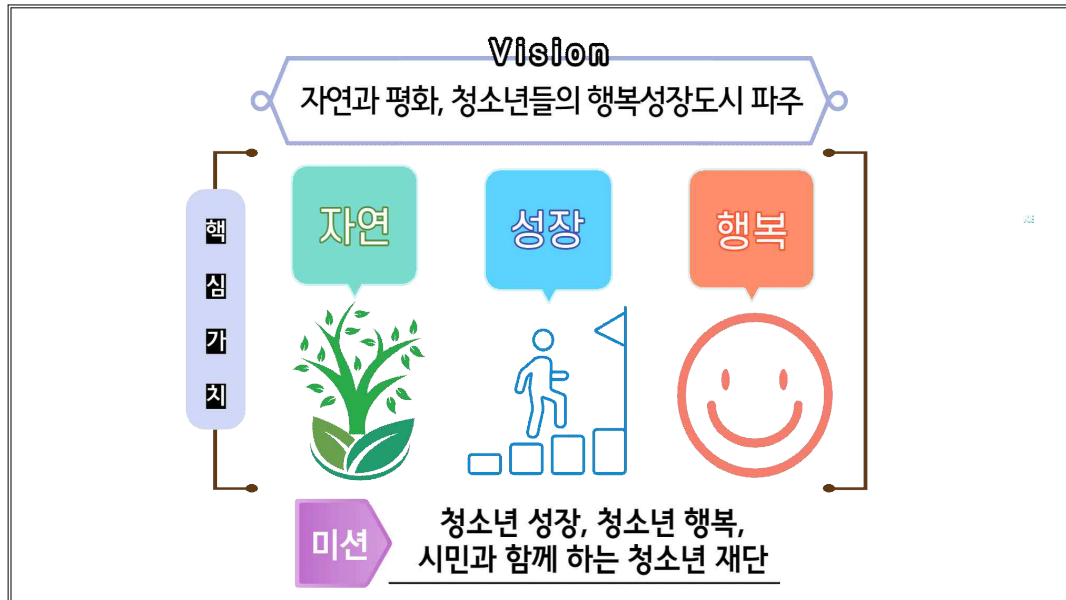 Vision
자연과 평화, 청소년들의 행복성장도시 파주
핵
심
가
치
자연
성장
행복
미션
청소년 성장, 청소년 행복,
시민과 함께 하는 청소년 재단